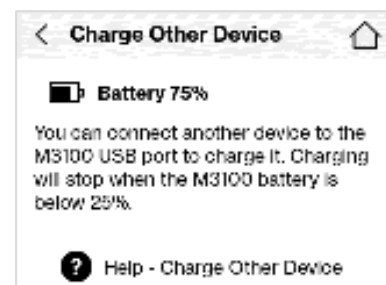 Charge Other Device
Battery 75%
You can connect another device to the
M3100 USB port to charge it. Charging
will stop when the M3100 battery is
below 25%.
Help - Charge Other Device